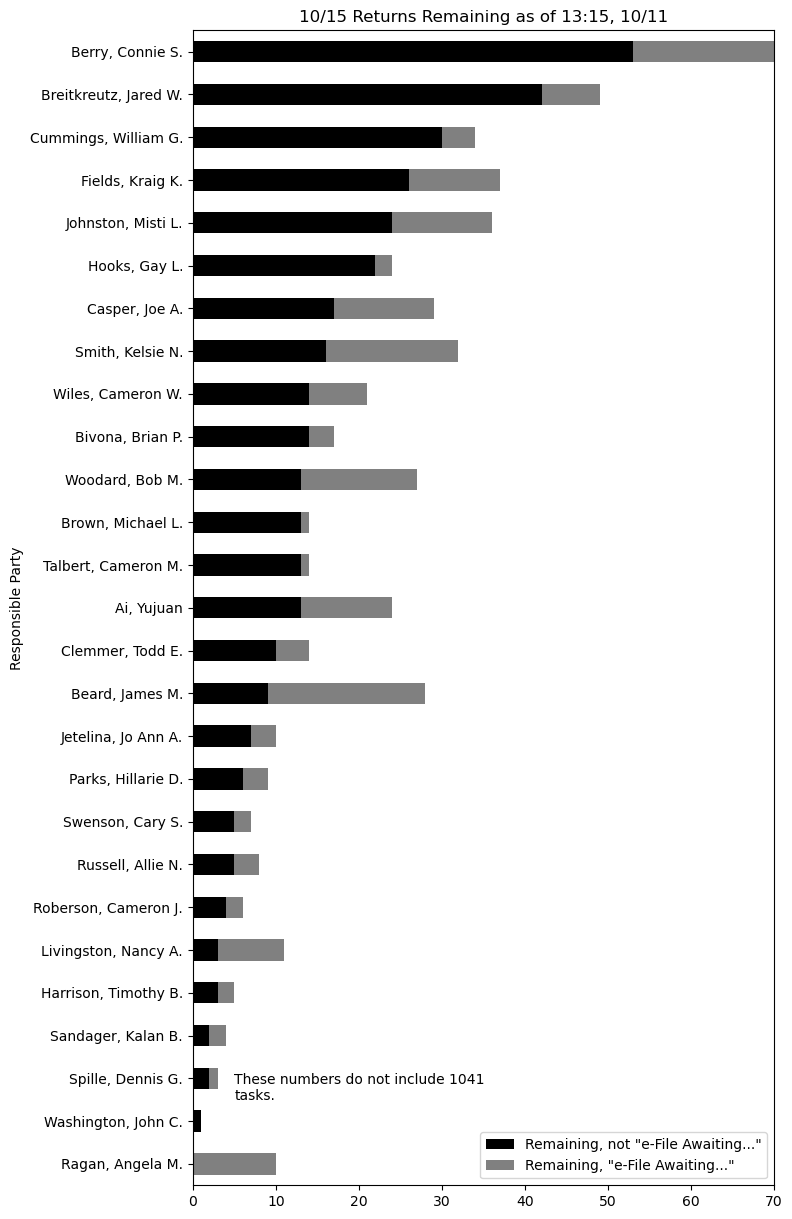 10/15 Returns Remaining as of 13:15, 10/11
Berry, Connie S.
Breitkreutz, Jared W.
Cummings, William G.
Fields, Kraig K.
Johnston, Misti L.
Hooks, Gay L.
Casper, Joe A.
Smith, Kelsie N.
Wiles, Cameron W.
Bivona, Brian P.
Woodard, Bob M.
Brown, Michael L.
Talbert, Cameron M.
Ai, Yujuan
Clemmer, Todd E.
Beard, James M.
Jetelina, Jo Ann A.
Parks, Hillarie D.
Swenson, Cary S.
Russell, Allie N.
Roberson, Cameron J.
Livingston, Nancy A.
Harrison, Timothy B.
Sandager, Kalan B.
Spille, Dennis G.
Washington, John C.
Ragan, Angela M.
Responsible Party
These numbers do not include 1041
tasks.
Remaining, not "e-File Awaiting..."
Remaining, "e-File Awaiting..."
0 10 20 30 40 50 60 70